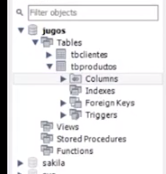 Filter objects
jugos
Tables
tbclientes
tbprodutos
Columns
Indexes
Foreign Keys
Triggers
Views
Stored Procedures
Functions
sakila